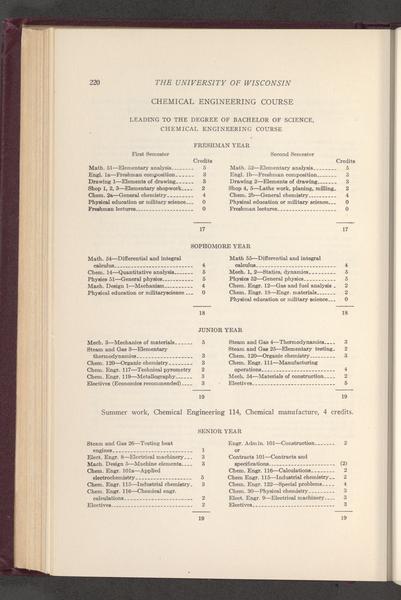 220 THE UNIVERSITY OF WISCONSIN
CHEMICAL ENGINEERING COURSE
LEADING TO THE DEGREE OF BACHELOR OF SCIENCE,
CHEMICAL ENGINEERING COURSE
FRESHMAN YEAR
First Semester
Credits
Math. 51—Elementary analysis 5
Engl. 1a—Freshman composition 3
Drawing 1—Elements of drawing 3
Shop 1, 2, 3—Elementary shopwork 2
Chem. 2a—General chemistry 4
Physical education or military science 0
Freshman lectures 0
17
Second Semester
Credits
Math. 52—Elementary analysis 5
Engl. 1b—Freshman composition 3
Drawing 2—Elements of drawing 3
Shop 4, 5—Lathe work, planing, milling 2
Chem. 2b—General chemistry 4
Physical education or military science 0
Freshman lectures 0
17
SOPHOMORE YEAR
Math. 54—Differential and integral
calculus 4
Chem. 14—Quantitative analysis 5
Physics 51—General physics 5
Mach. Design 1—Mechanism 4
Physical education or militaryscience 0
18
Math 55—Differential and integral
calculus 4
Mech. 1, 2—Statics, dynamics 5
Physics 52—General physics 5
Chem. Engr. 12—Gas and fuel analysis 2
Chem. Engr. 18—Engr. materials 2
Physical education or military science 0
18
JUNIOR YEAR
Mech. 3—Mechanics of materials 5
Steam and Gas 3—Elementary
thermodynamics 3
Chem. 120—Organic chemistry 3
Chem. Engr. 117—Technical pyrometry 2
Chem. Engr. 119—Metallography 3
Electives (Economics recommended) 3
19
Steam and Gas 4—Thermodynamics 3
Steam and Gas 25—Elementary testing 2
Chem. 120—Organic chemistry 3
Chem. Engr. 111—Manufacturing
operations 4
Mech. 54—Materials of construction 2
Electives 5
19
Summer work, Chemical Engineering 114, Chemical manufacture, 4 credits.
SENIOR YEAR
Steam and Gas 26—Testing heat
engines 1
Elect. Engr. 8—Electrical machinery 3
Mach. Design 5—Machine elements 3
Chem. Engr. 101a—Applied
electrochemistry 5
Chem. Engr. 115—Industrial chemistry 3
Chem. Engr. 116—Chemical engr.
calculations 2
Electives 2
19
Engr. Admin. 101—Construction 2
or
Contracts 101—Contracts and
specifications (2)
Chem. Engr. 116—Calculations 2
Chem Engr. 115—Industrial chemistry 2
Chem. Engr. 122—Special problems 4
Chem. 30—Physical chemistry 3
Elect. Engr. 9—Electrical machinery 3
Electives 3
19